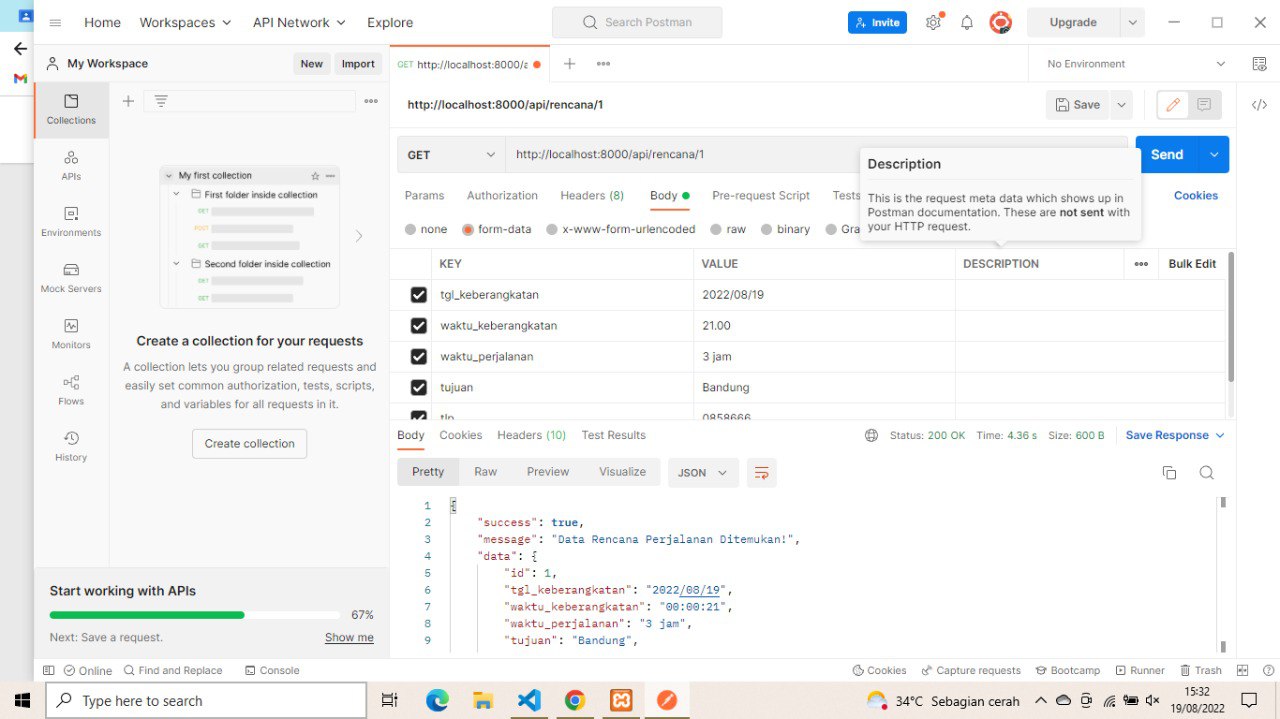 Home Workspaces API Network Explore Search Postman Invite Upgrade
My Workspace New Import GET http://localhost:8000/a No Environment
Collections
APIs
Environments
Mock Servers
Monitors
Flows
History
My first collection
First folder inside collection
GET
POST
GET
Second folder inside collection
GET
GET
Create a collection for your requests
A collection lets you group related requests and
easily set common authorization, tests, scripts,
and variables for all requests in it.
Create collection
Start working with APIs
67%
Next: Save a request. Show me
http://localhost:8000/api/rencana/1 Save
GET http://localhost:8000/api/rencana/1 Send
Params Authorization Headers (8) Body Pre-request Script Tests Cookies
Description
This is the request meta data which shows up in
Postman documentation. These are not sent with
your HTTP request.
none form-data x-www-form-urlencoded raw binary Gra
KEY VALUE DESCRIPTION Bulk Edit
tgl_keberangkatan 2022/08/19
waktu_keberangkatan 21.00
waktu_perjalanan 3 jam
tujuan Bandung
tlp 0858666
Body Cookies Headers (10) Test Results Status: 200 OK Time: 4.36 s Size: 600 B Save Response
Pretty Raw Preview Visualize JSON
1 {
2 "success": true,
3 "message": "Data Rencana Perjalanan Ditemukan!",
4 "data": {
5 "id": 1,
6 "tgl_keberangkatan": "2022/08/19",
7 "waktu_keberangkatan": "00:00:21",
8 "waktu_perjalanan": "3 jam",
9 "tujuan": "Bandung",
Online Find and Replace Console Cookies Capture requests Bootcamp Runner Trash
Type here to search 34°C Sebagian cerah 15:32
19/08/2022